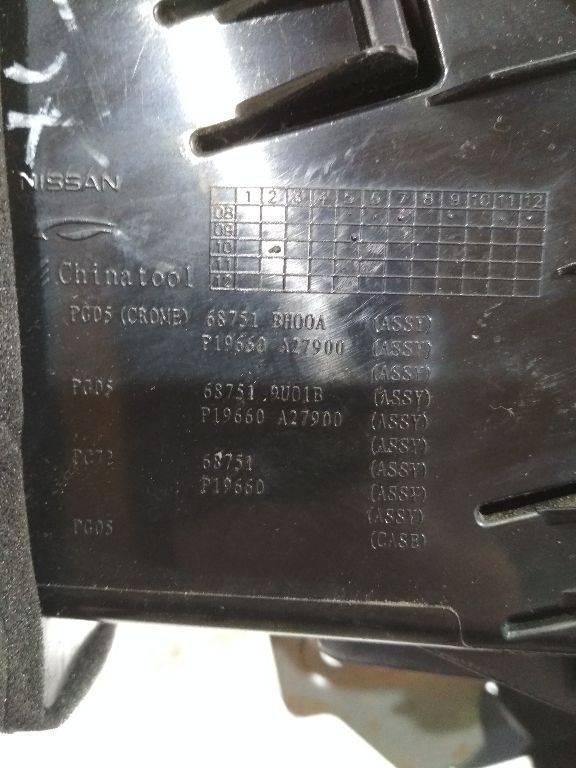 NISSAN
1 2 3 4 5 6 7 8 9 10 11 12
08
09
10
11
12
Chinatool
PG05 (CROME) 68751 BH00A (ASSY)
P19660 A27900 (ASSY)
(ASSY)
PG05 68751 9U01B (ASSY)
P19660 A27900 (ASSY)
(ASSY)
PG72 68751 (ASSY)
P19660 (ASSY)
(ASSY)
PG05 (CASE)